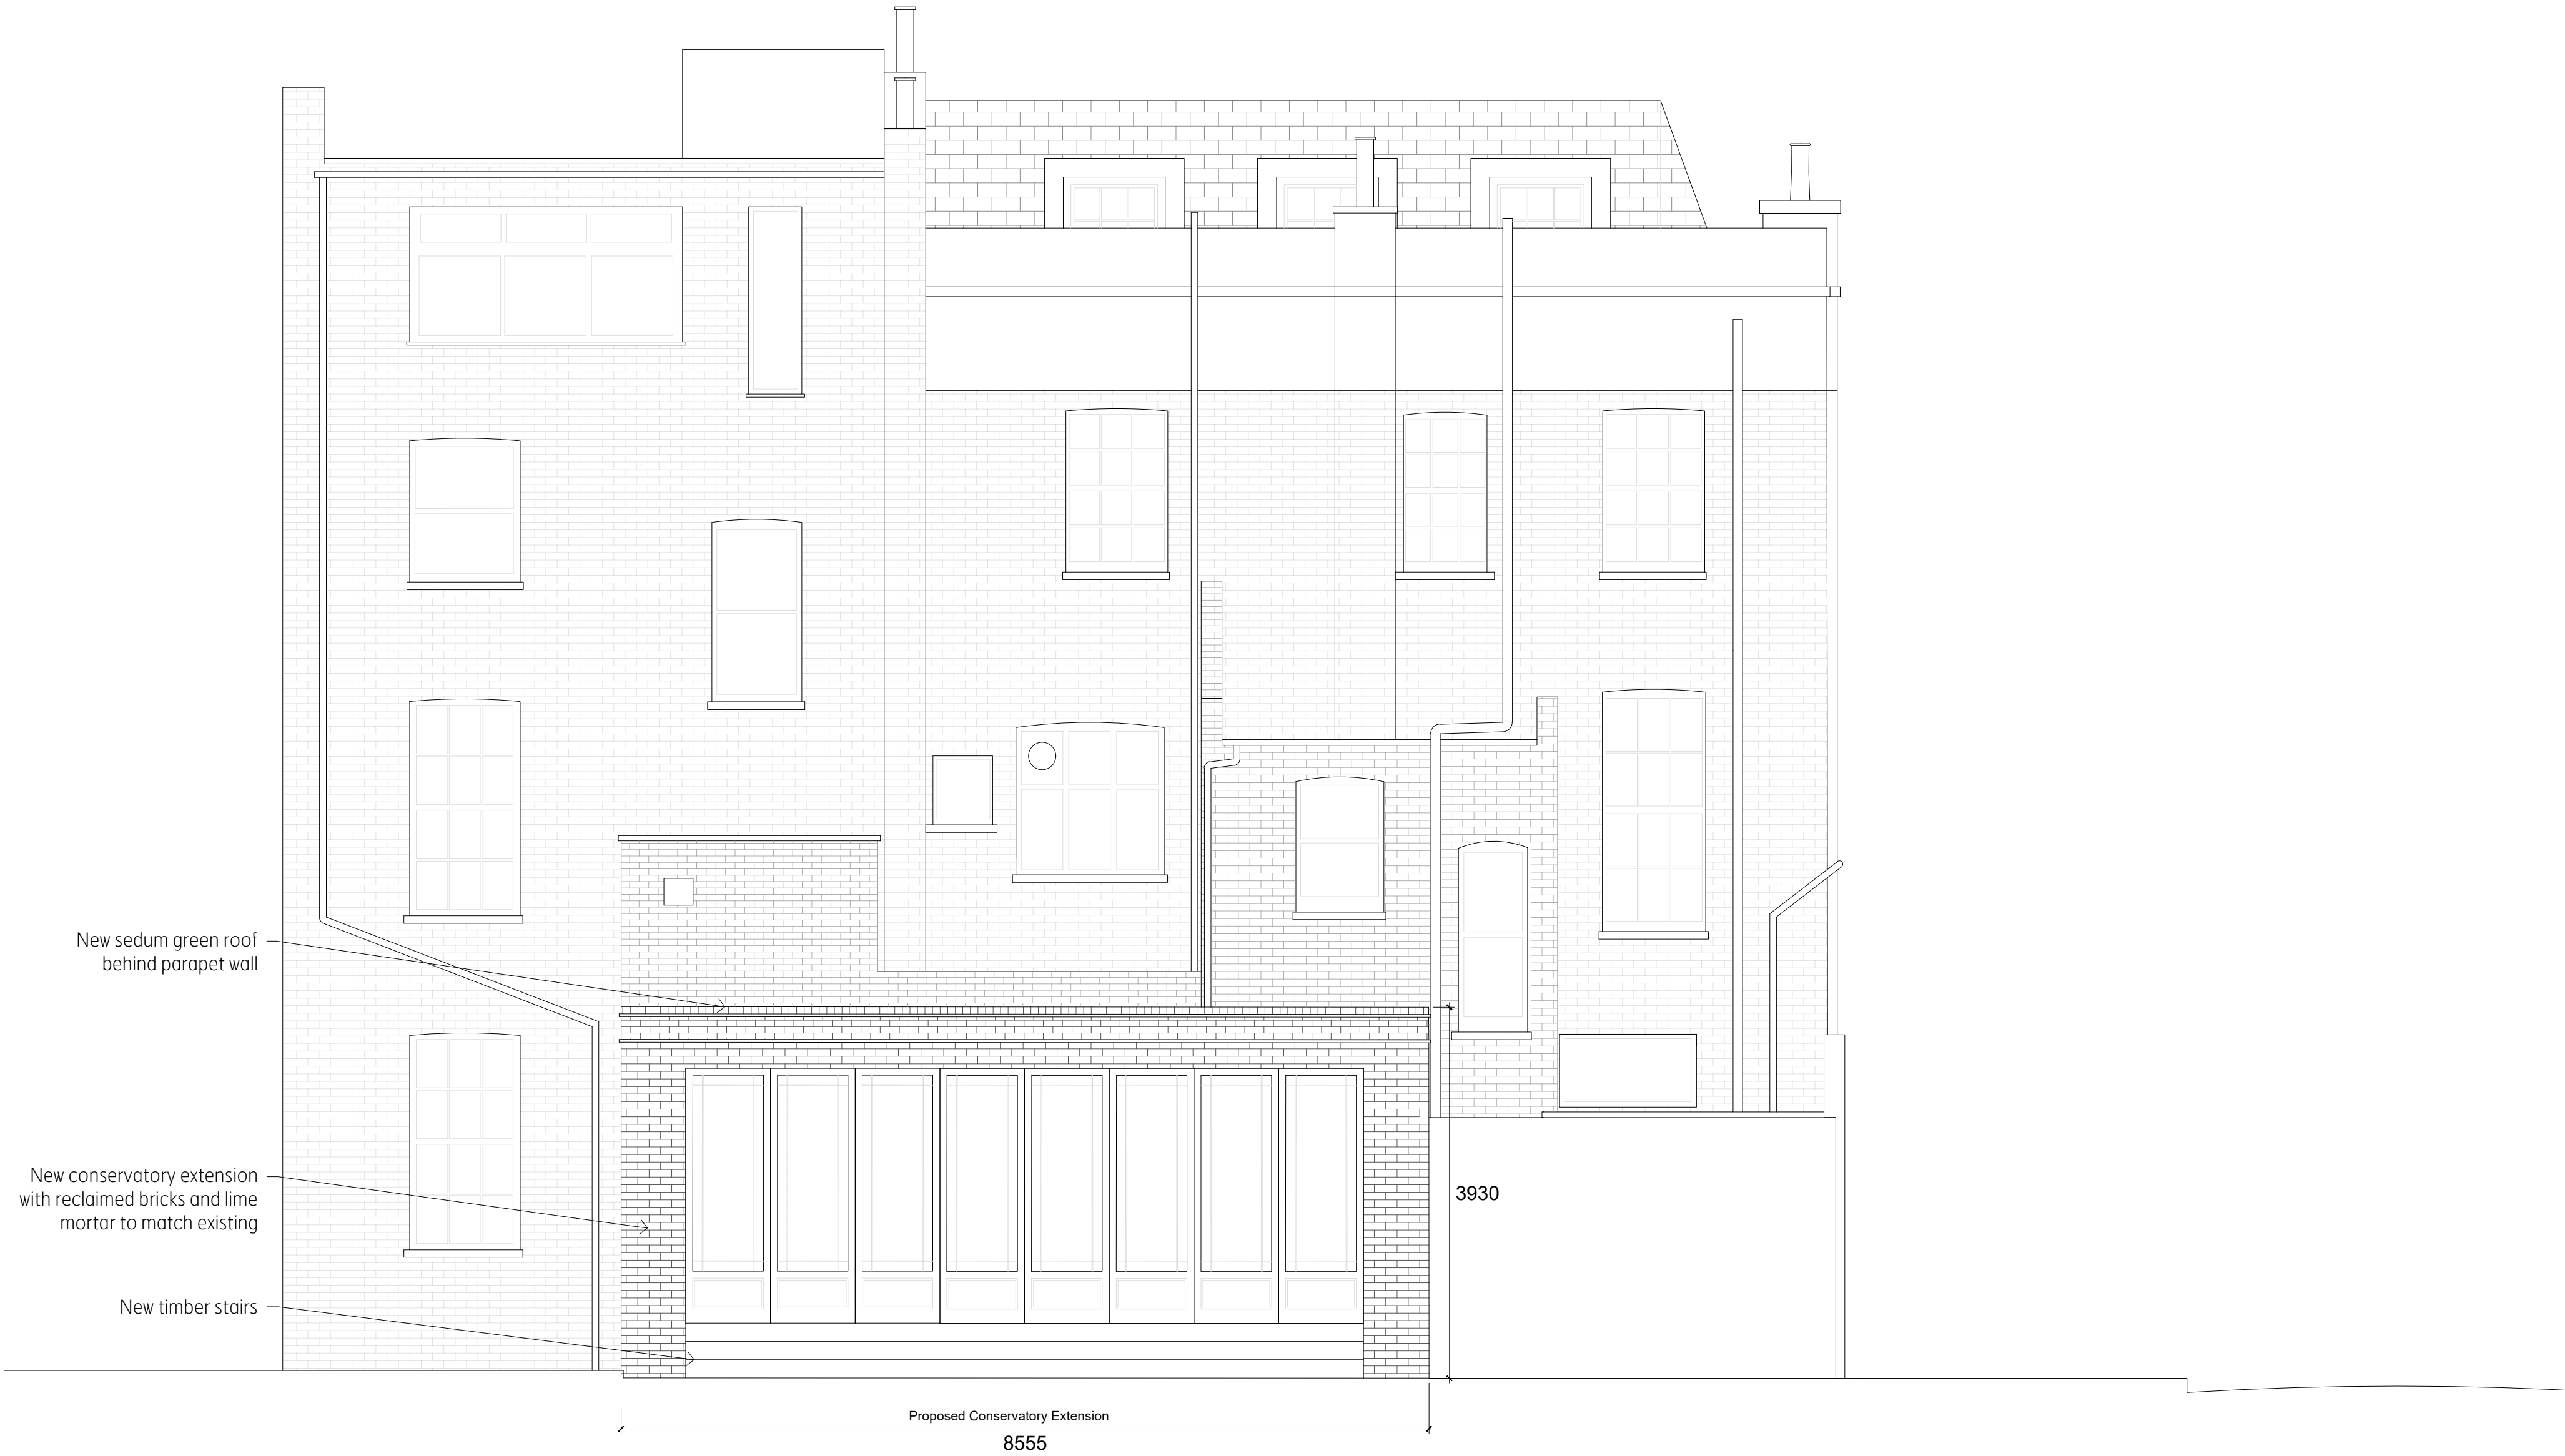 New sedum green roof
behind parapet wall
New conservatory extension
with reclaimed bricks and lime
mortar to match existing
3930
New timber stairs
Proposed Conservatory Extension
8555